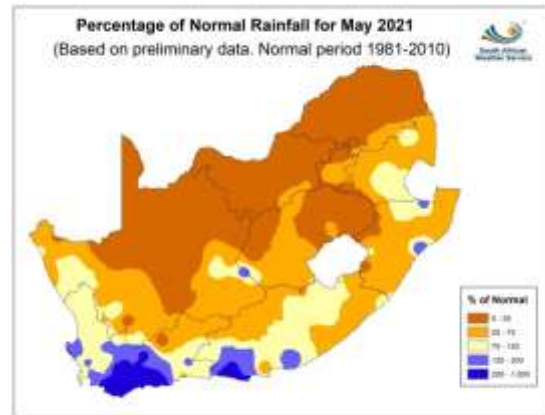 Percentage of Normal Rainfall for May 2021
(Based on preliminary data. Normal period 1981-2010)
South African
Weather Service
% of Normal
0 - 25
25 - 75
75 - 125
125 - 200
200 - 1,000